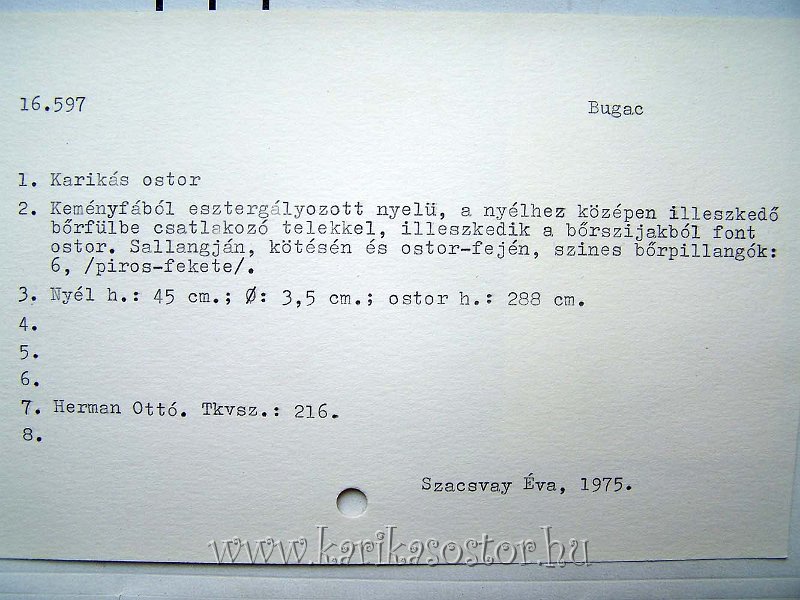 16.597 Bugac
1. Karikás ostor
2. Keményfából esztergályozott nyelü, a nyélhez középen illeszkedő
bőrfülbe csatlakozó telekkel, illeszkedik a bőrszijakból font
ostor. Sallangján, kötésén és ostor-fején, szines bőrpillangók:
6, /piros-fekete/.
3. Nyél h.: 45 cm.; Ø: 3,5 cm.; ostor h.: 288 cm.
4.
5.
6.
7. Herman Ottó. Tkvsz.: 216.
8.
Szacsvay Éva, 1975.
www.karikasostor.hu